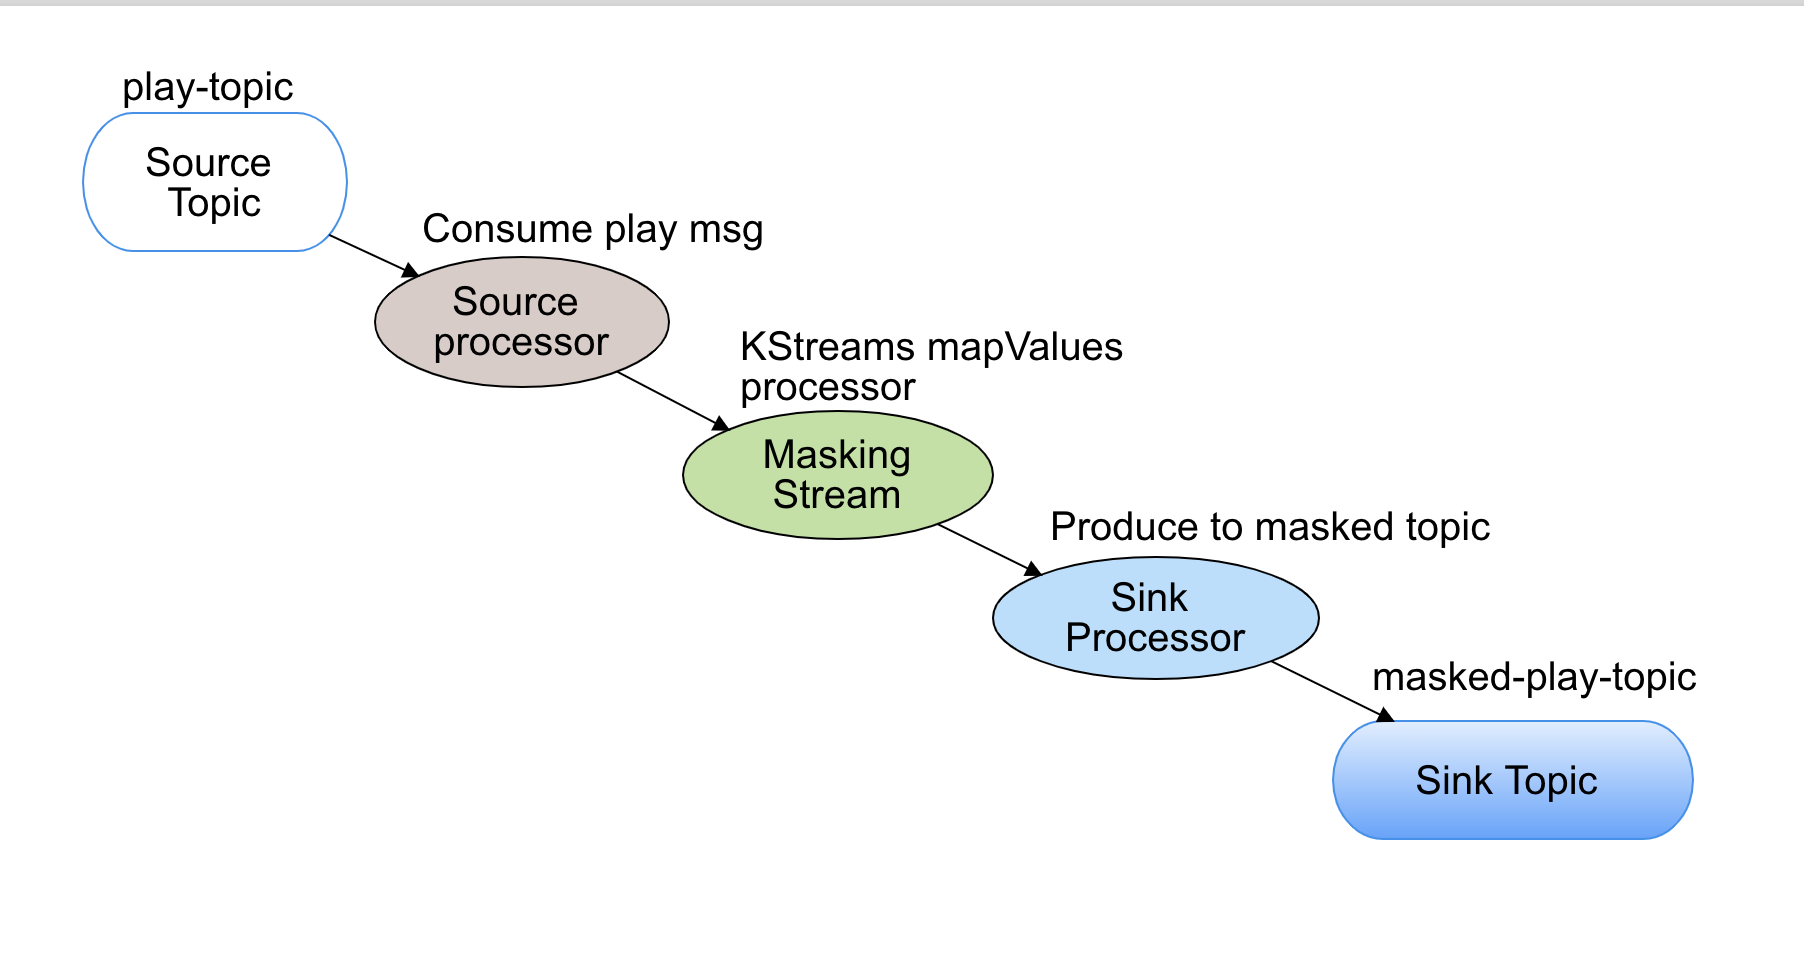 play-topic
Source
Topic
Consume play msg
Source
processor
KStreams mapValues
processor
Masking
Stream
Produce to masked topic
Sink
Processor
masked-play-topic
Sink Topic